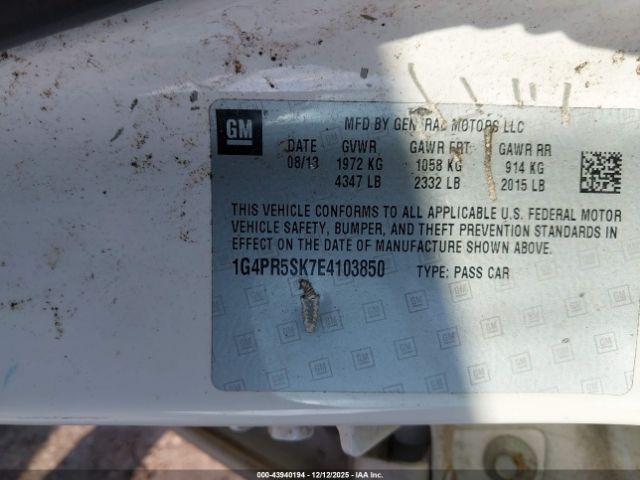 GM
MFD BY GENERAL MOTORS LLC
DATE GVWR GAWR FRT GAWR RR
08/13 1972 KG 1058 KG 914 KG
4347 LB 2332 LB 2015 LB
THIS VEHICLE CONFORMS TO ALL APPLICABLE U.S. FEDERAL MOTOR
VEHICLE SAFETY, BUMPER, AND THEFT PREVENTION STANDARDS IN
EFFECT ON THE DATE OF MANUFACTURE SHOWN ABOVE.
1G4PR5SK7E4103850 TYPE: PASS CAR
000-43940194 - 12/12/2025 - IAAI Inc.